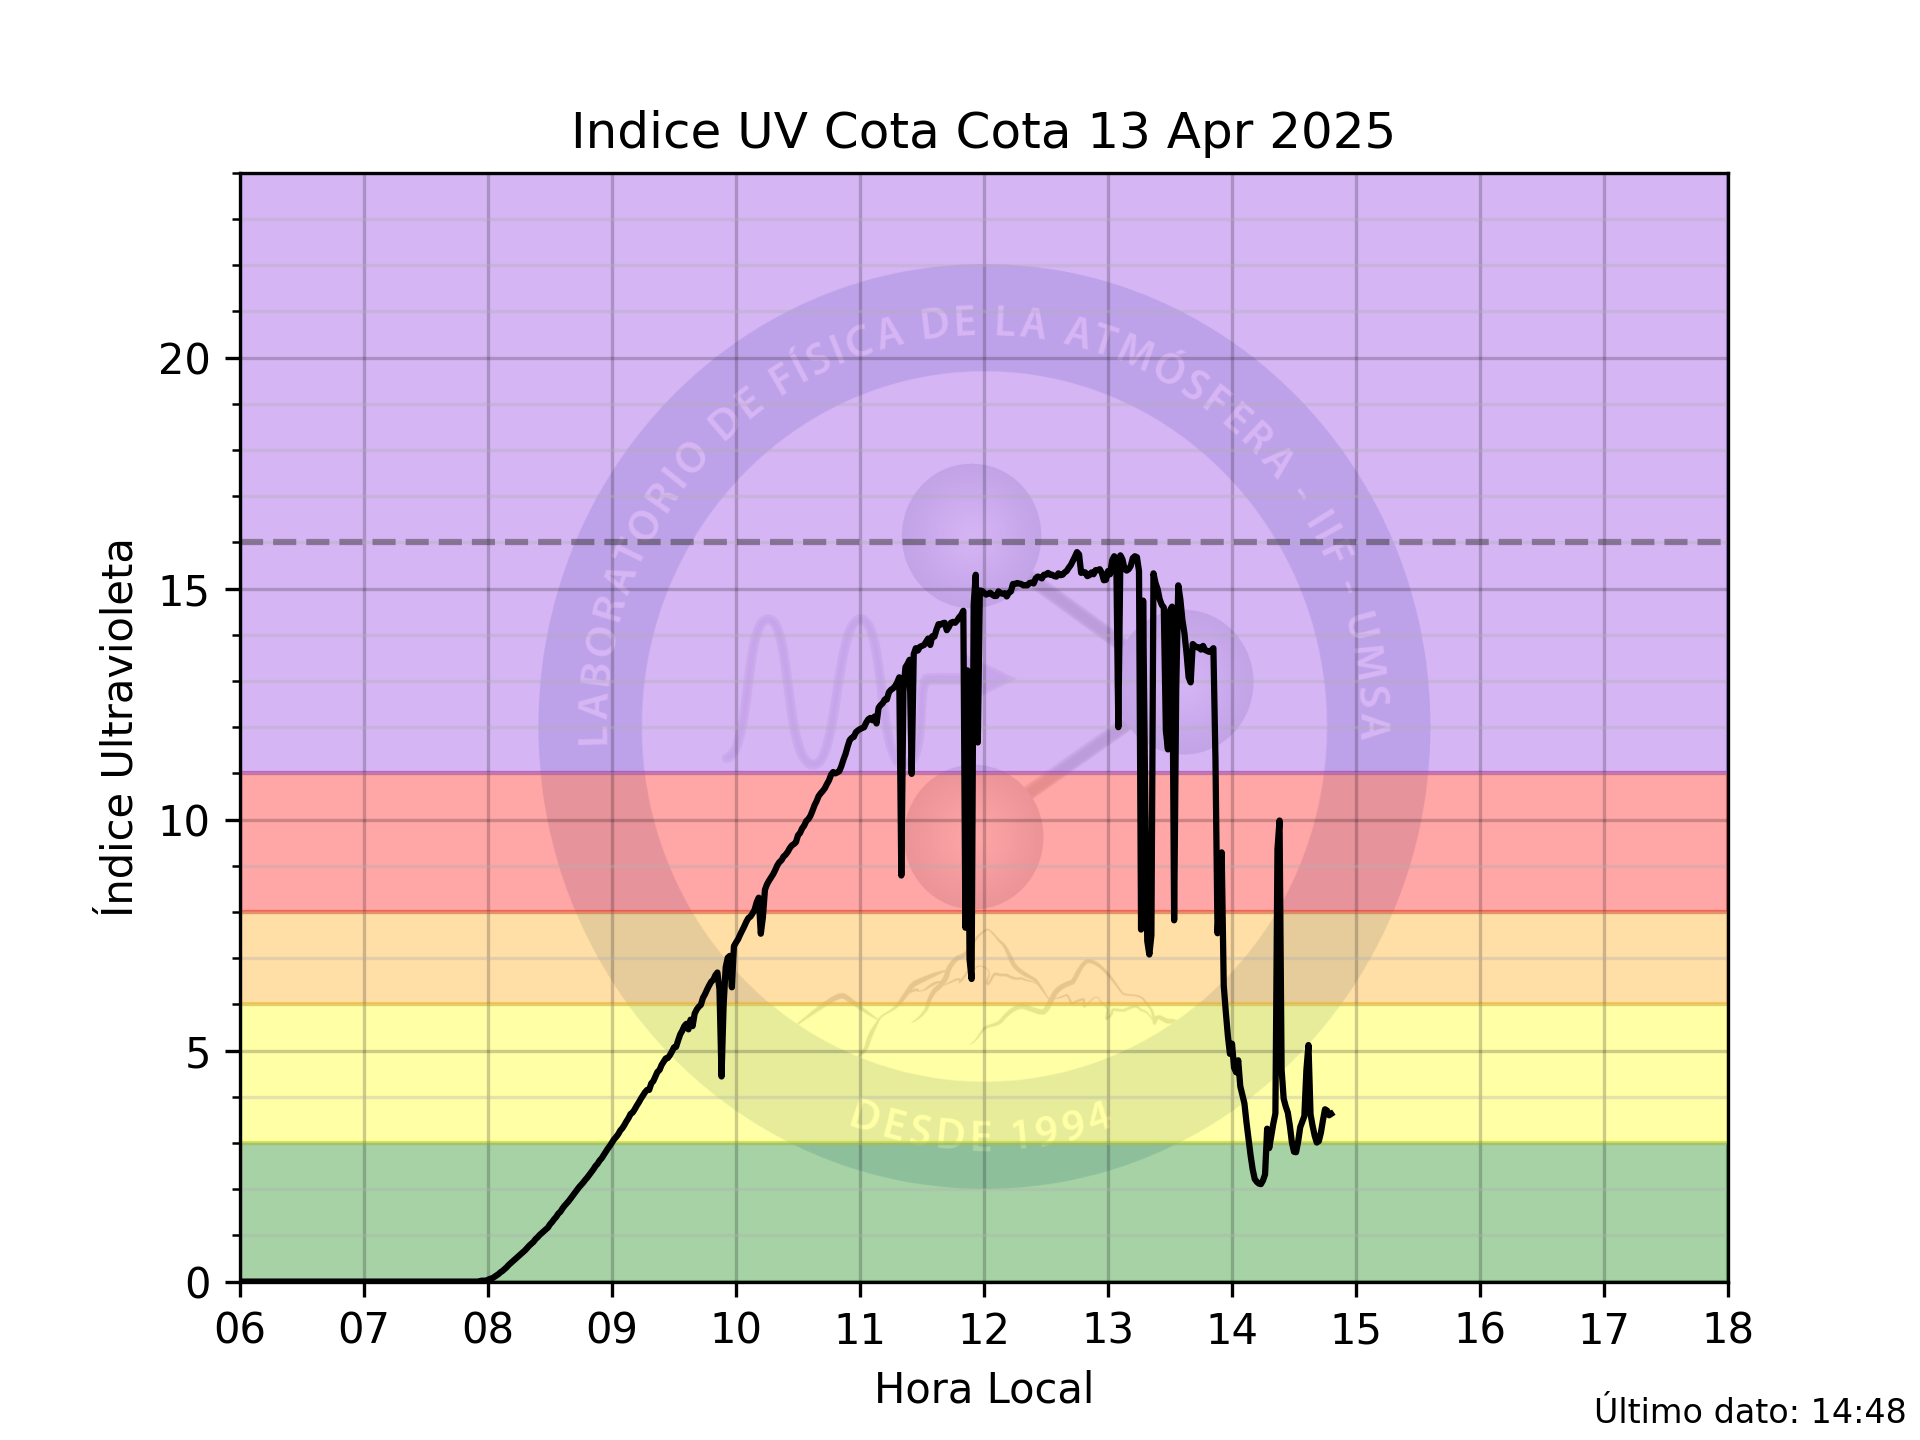 Indice UV Cota Cota 13 Apr 2025
LABORATORIO DE FÍSICA DE LA ATMÓSFERA - IIF - UMSA
DESDE 1994
Índice Ultravioleta
20
15
10
5
0
06 07 08 09 10 11 12 13 14 15 16 17 18
Hora Local
Último dato: 14:48